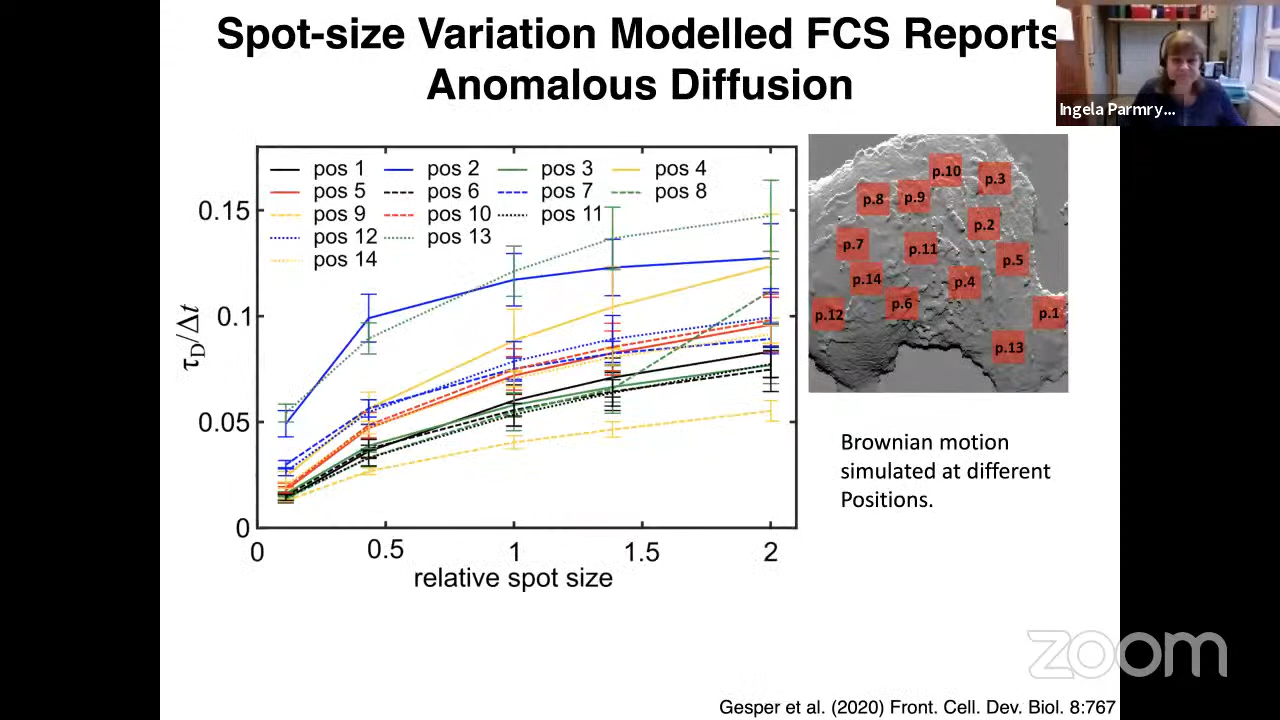 Spot-size Variation Modelled FCS Reports
Anomalous Diffusion
Ingela Parmry...
pos 1 pos 2 pos 3 pos 4
pos 5 pos 6 pos 7 pos 8
pos 9 pos 10 pos 11
pos 12 pos 13
pos 14
0.15
0.1
0.05
0
τD/Δt
0 0.5 1 1.5 2
relative spot size
p.10
p.3
p.8 p.9
p.2
p.7 p.11
p.5
p.14 p.4
p.6
p.12 p.1
p.13
Brownian motion
simulated at different
Positions.
zoom
Gesper et al. (2020) Front. Cell. Dev. Biol. 8:767